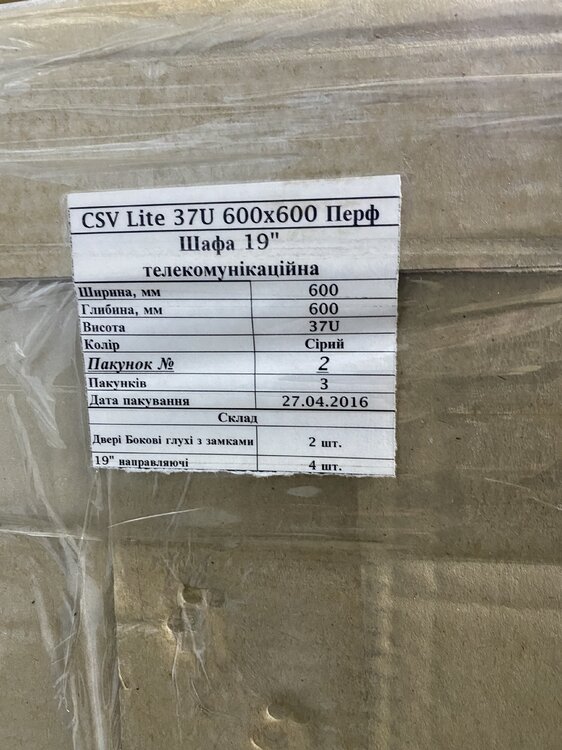 CSV Lite 37U 600x600 Перф
Шафа 19"
телекомунікаційна
Ширина, мм 600
Глибина, мм 600
Висота 37U
Колір Сірий
Пакунок № 2
Пакунків 3
Дата пакування 27.04.2016
Склад
Двері Бокові глухі з замками 2 шт.
19" направляючі 4 шт.